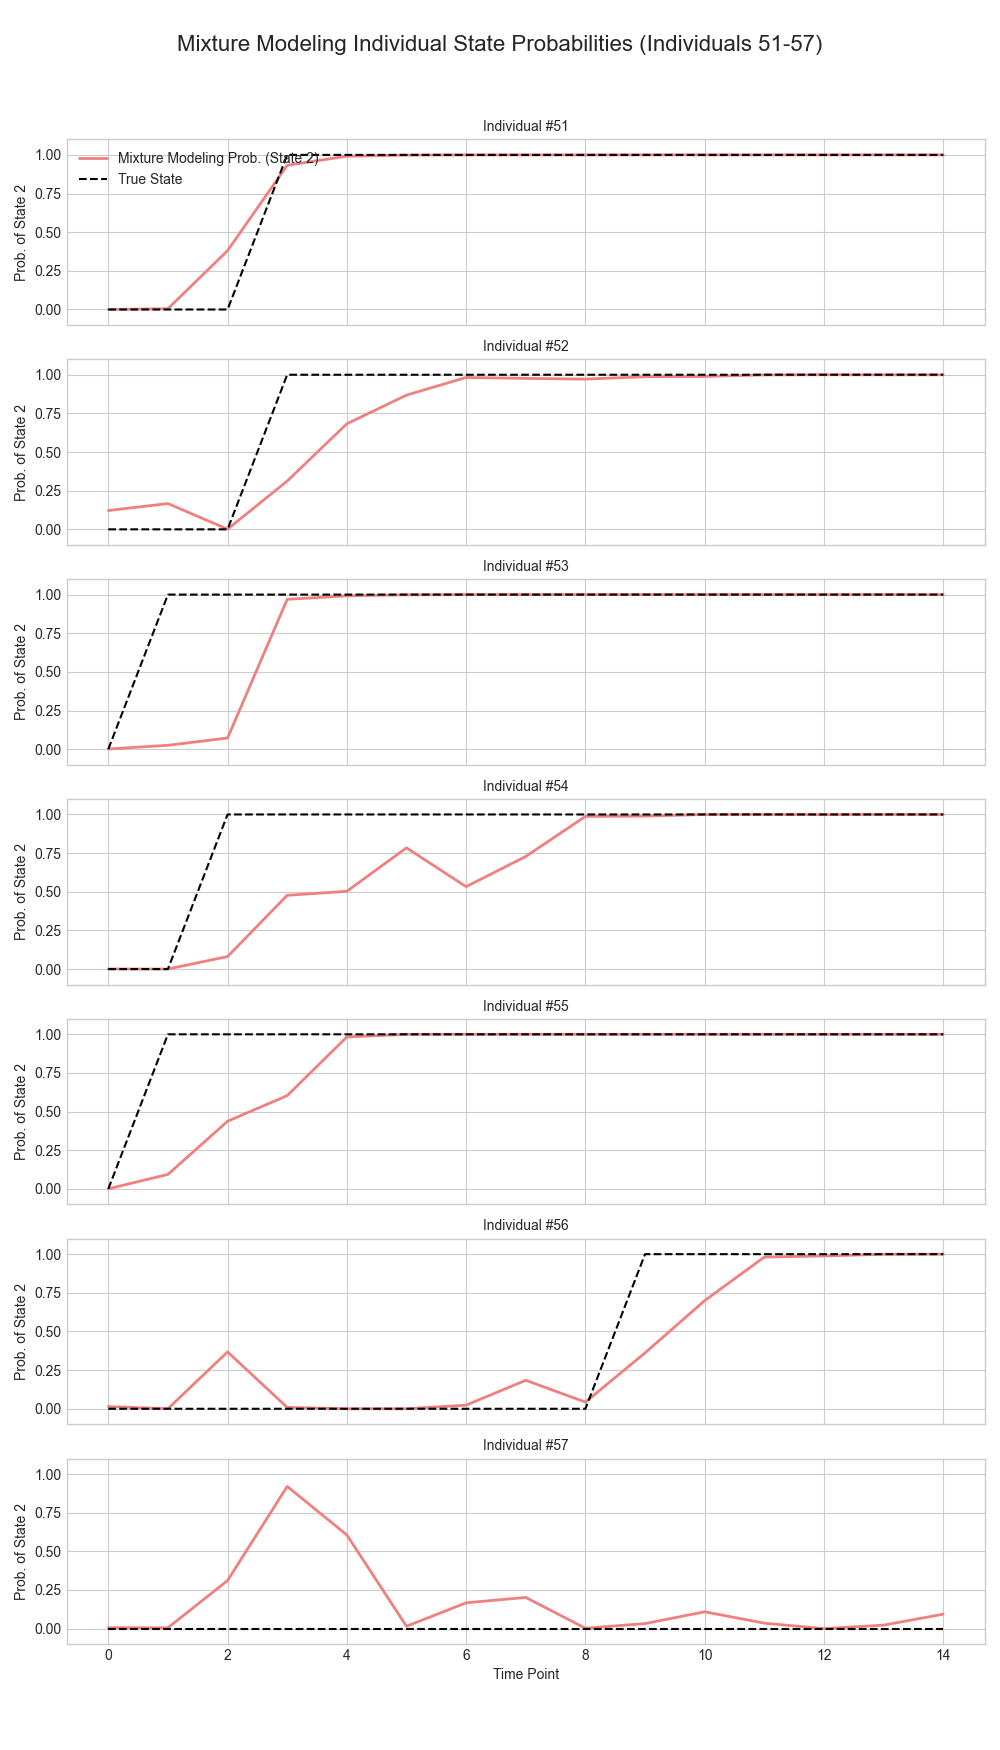 Mixture Modeling Individual State Probabilities (Individuals 51-57)
Individual #51
Mixture Modeling Prob. (State 2)
True State
Prob. of State 2
1.00
0.75
0.50
0.25
0.00
Individual #52
Prob. of State 2
1.00
0.75
0.50
0.25
0.00
Individual #53
Prob. of State 2
1.00
0.75
0.50
0.25
0.00
Individual #54
Prob. of State 2
1.00
0.75
0.50
0.25
0.00
Individual #55
Prob. of State 2
1.00
0.75
0.50
0.25
0.00
Individual #56
Prob. of State 2
1.00
0.75
0.50
0.25
0.00
Individual #57
Prob. of State 2
1.00
0.75
0.50
0.25
0.00
0 2 4 6 8 10 12 14
Time Point